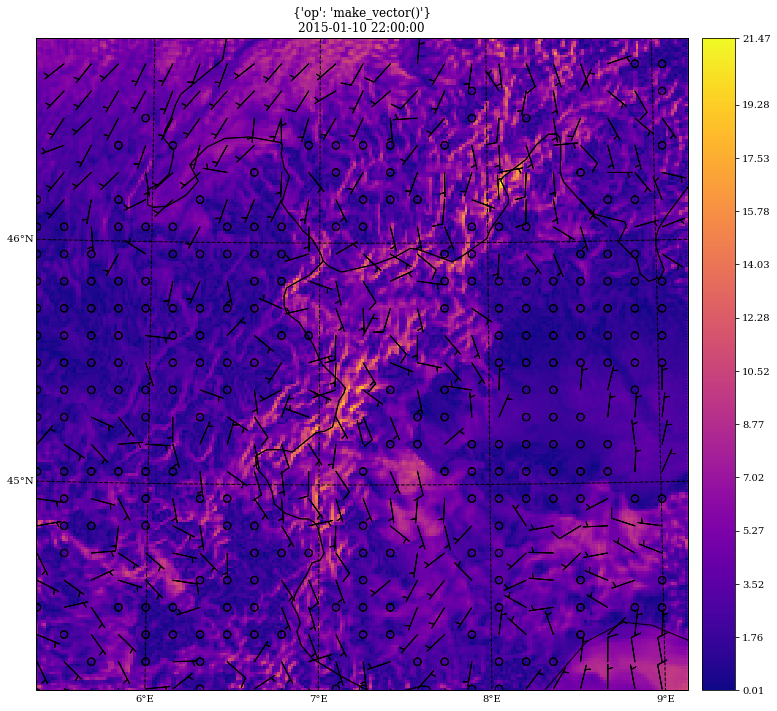 {'op': 'make_vector()'}
2015-01-10 22:00:00
21.47
19.28
17.53
15.78
14.03
12.28
10.52
8.77
7.02
5.27
3.52
1.76
0.01
46°N
45°N
6°E
7°E
8°E
9°E